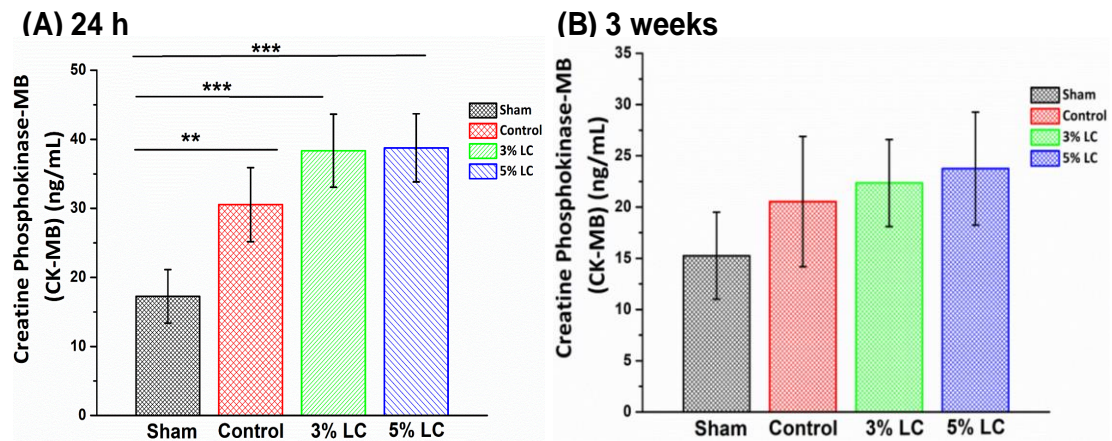 (A) 24 h
***
***
**
Creatine Phosphokinase-MB
(CK-MB) (ng/mL)
50
40
30
20
10
0
Sham
Control
3% LC
5% LC
Sham Control 3% LC 5% LC
(B) 3 weeks
Creatine Phosphokinase-MB
(CK-MB) (ng/mL)
35
30
25
20
15
10
5
0
Sham
Control
3% LC
5% LC
Sham Control 3% LC 5% LC